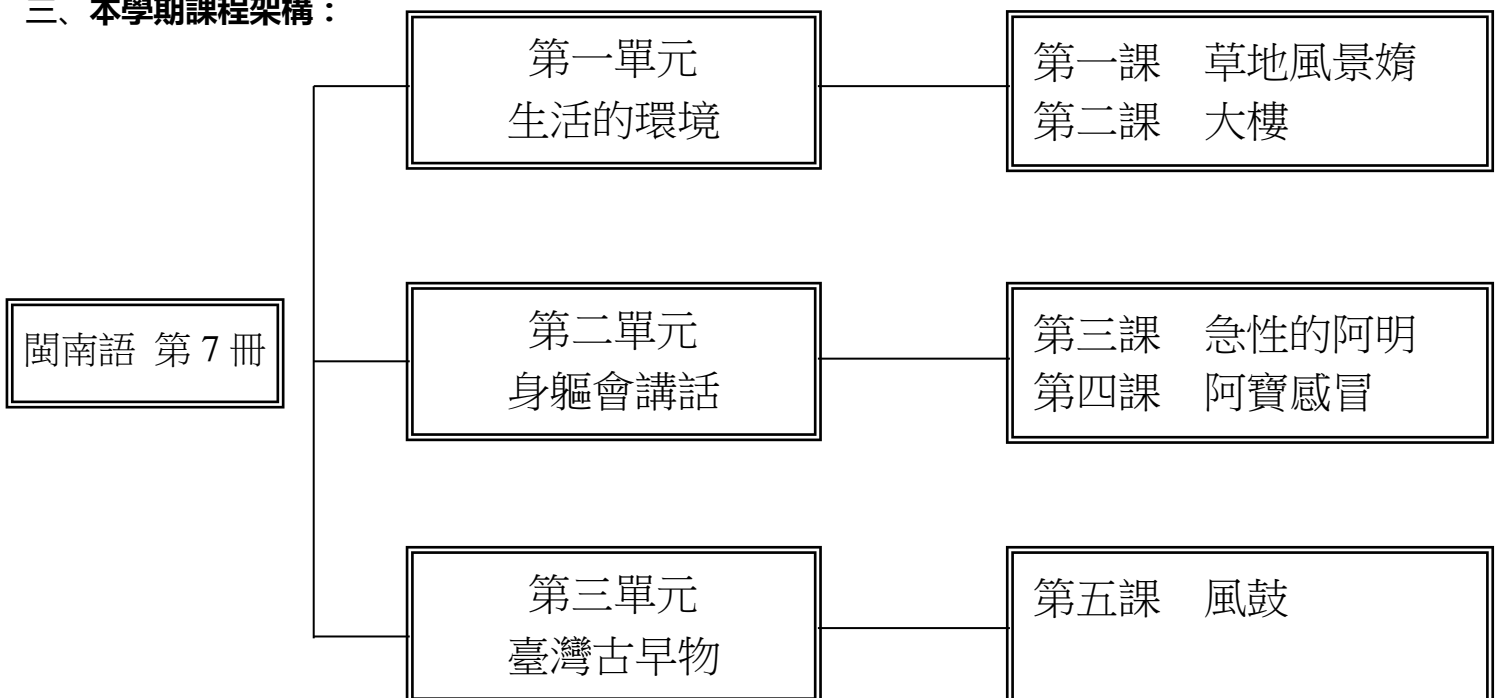 三、本學期課程架構：
第一單元
生活的環境
第一課　草地風景媠
第二課　大樓
閩南語 第 7 冊
第二單元
身軀會講話
第三課　急性的阿明
第四課　阿寶感冒
第三單元
臺灣古早物
第五課　風鼓